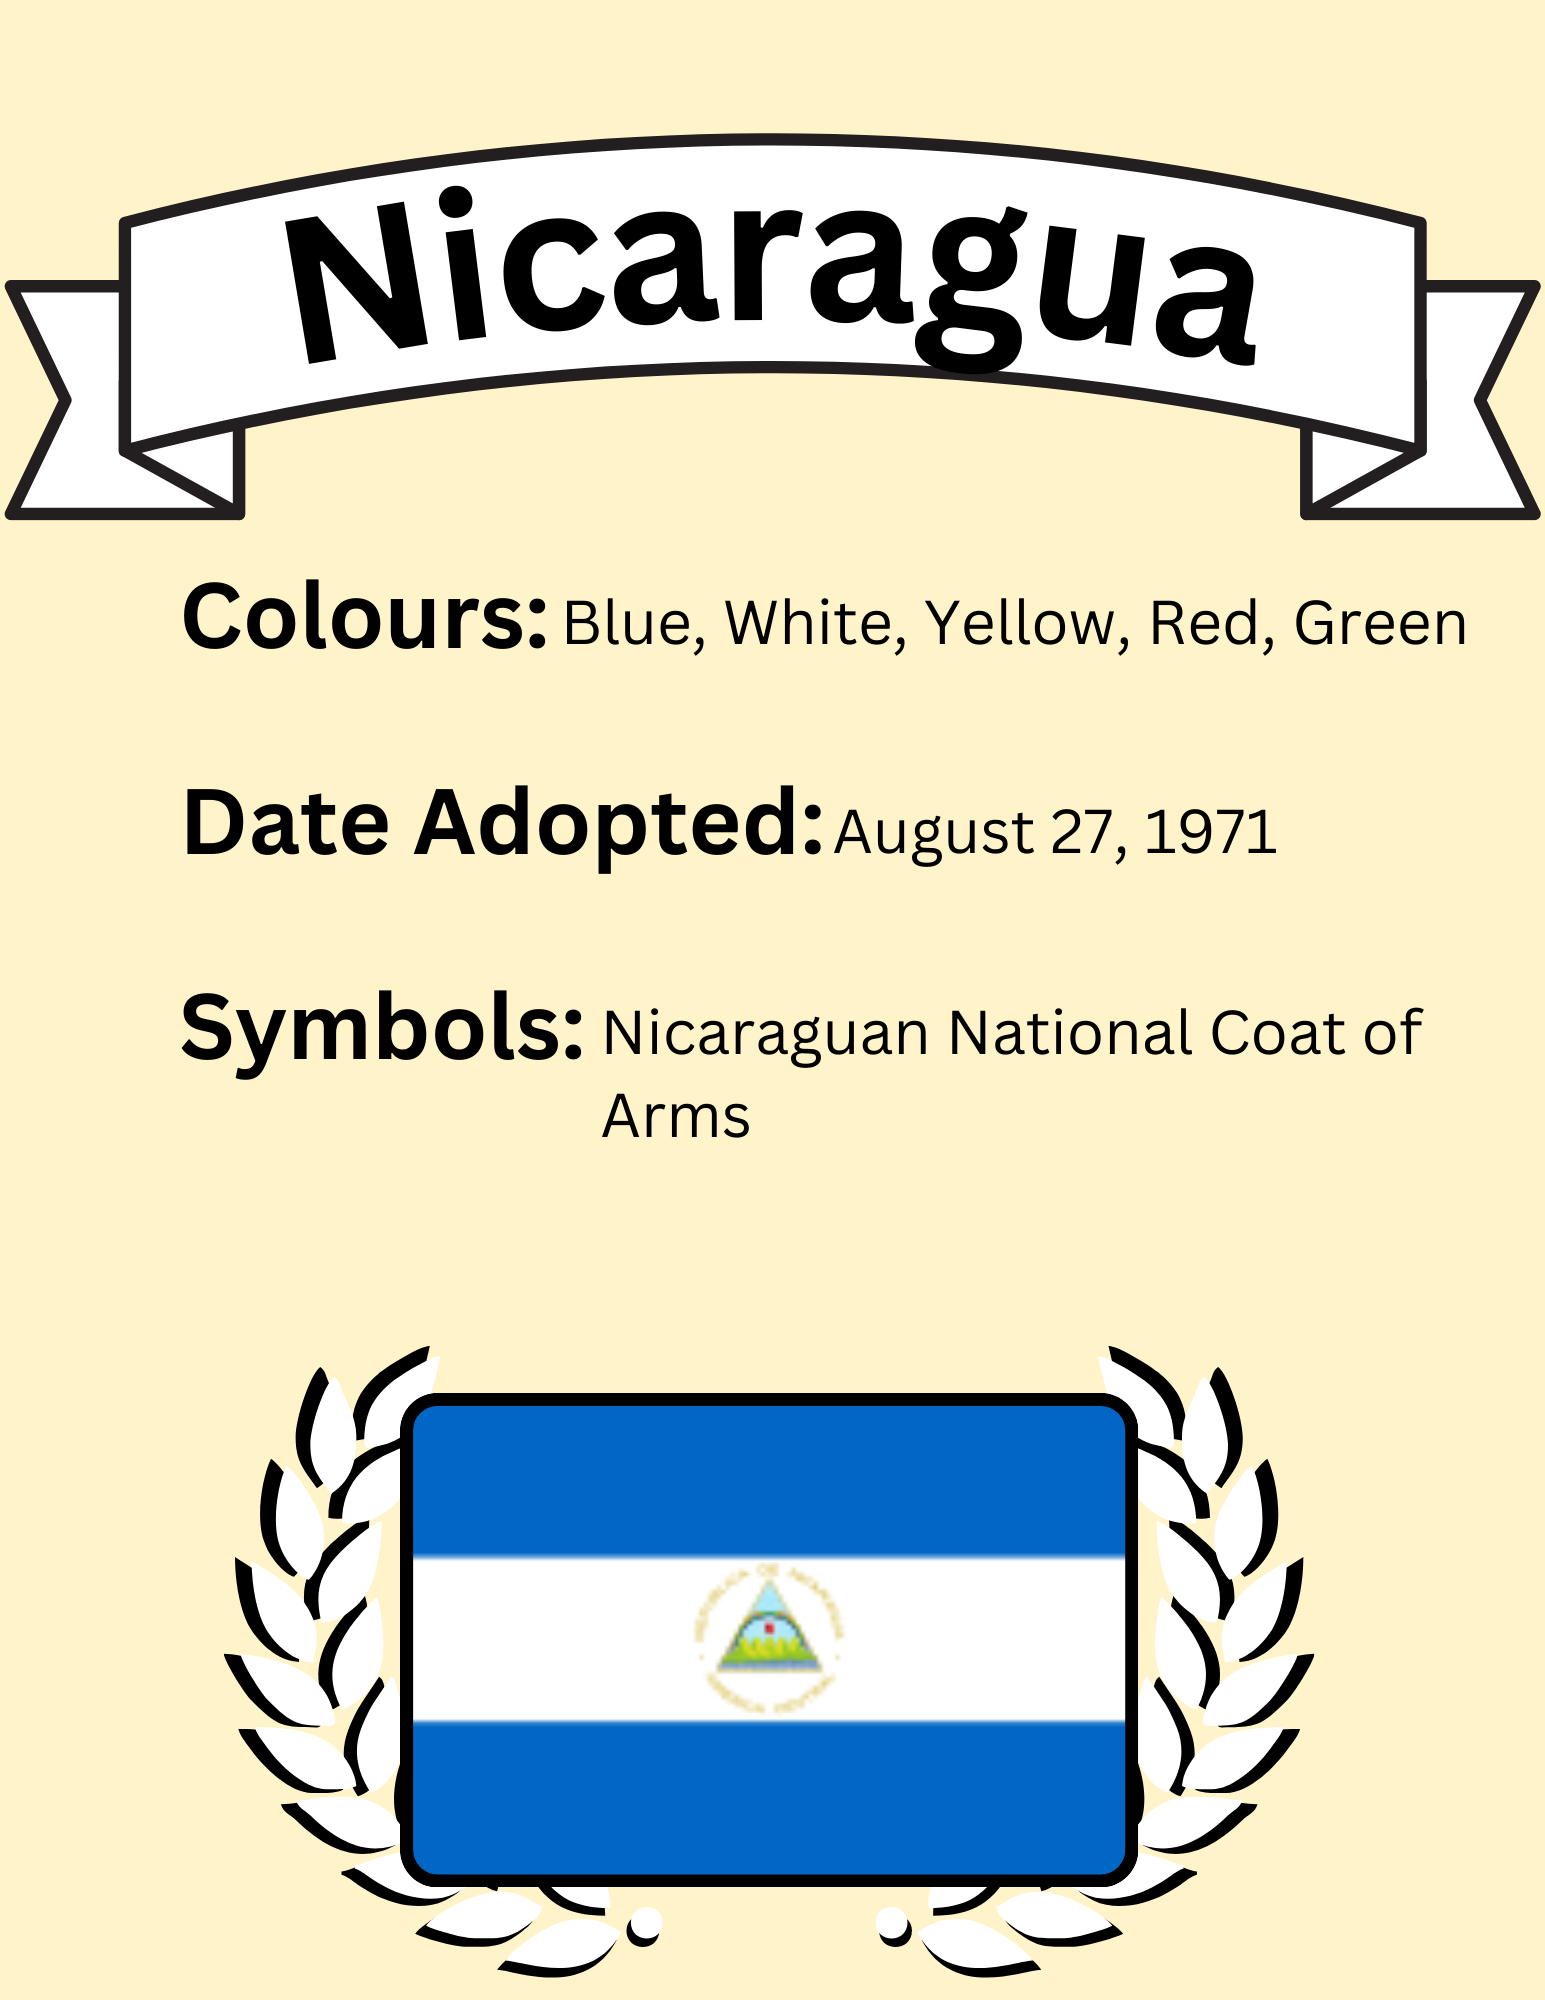 Nicaragua
Colours: Blue, White, Yellow, Red, Green
Date Adopted: August 27, 1971
Symbols: Nicaraguan National Coat of
Arms